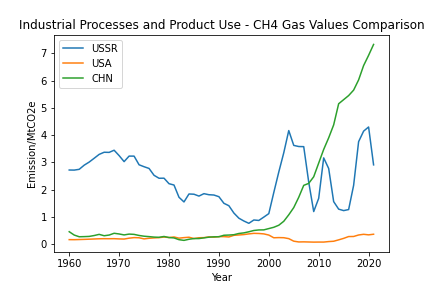 Industrial Processes and Product Use - CH4 Gas Values Comparison
USSR
USA
CHN
Emission/MtCO2e
7
6
5
4
3
2
1
0
1960 1970 1980 1990 2000 2010 2020
Year